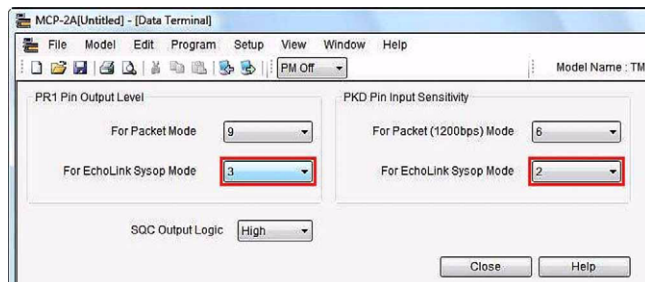 MCP-2A[Untitled] - [Data Terminal]
File Model Edit Program Setup View Window Help
PM Off Model Name : TM
PR1 Pin Output Level
For Packet Mode 9
For EchoLink Sysop Mode 3
PKD Pin Input Sensitivity
For Packet (1200bps) Mode 6
For EchoLink Sysop Mode 2
SQC Output Logic High
Close Help